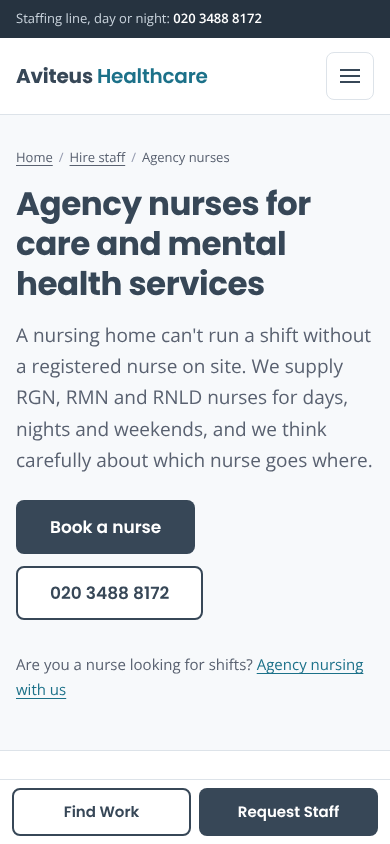 Staffing line, day or night: 020 3488 8172
Aviteus Healthcare
Home / Hire staff / Agency nurses
Agency nurses for
care and mental
health services
A nursing home can't run a shift without
a registered nurse on site. We supply
RGN, RMN and RNLD nurses for days,
nights and weekends, and we think
carefully about which nurse goes where.
Book a nurse
020 3488 8172
Are you a nurse looking for shifts? Agency nursing
with us
Find Work
Request Staff